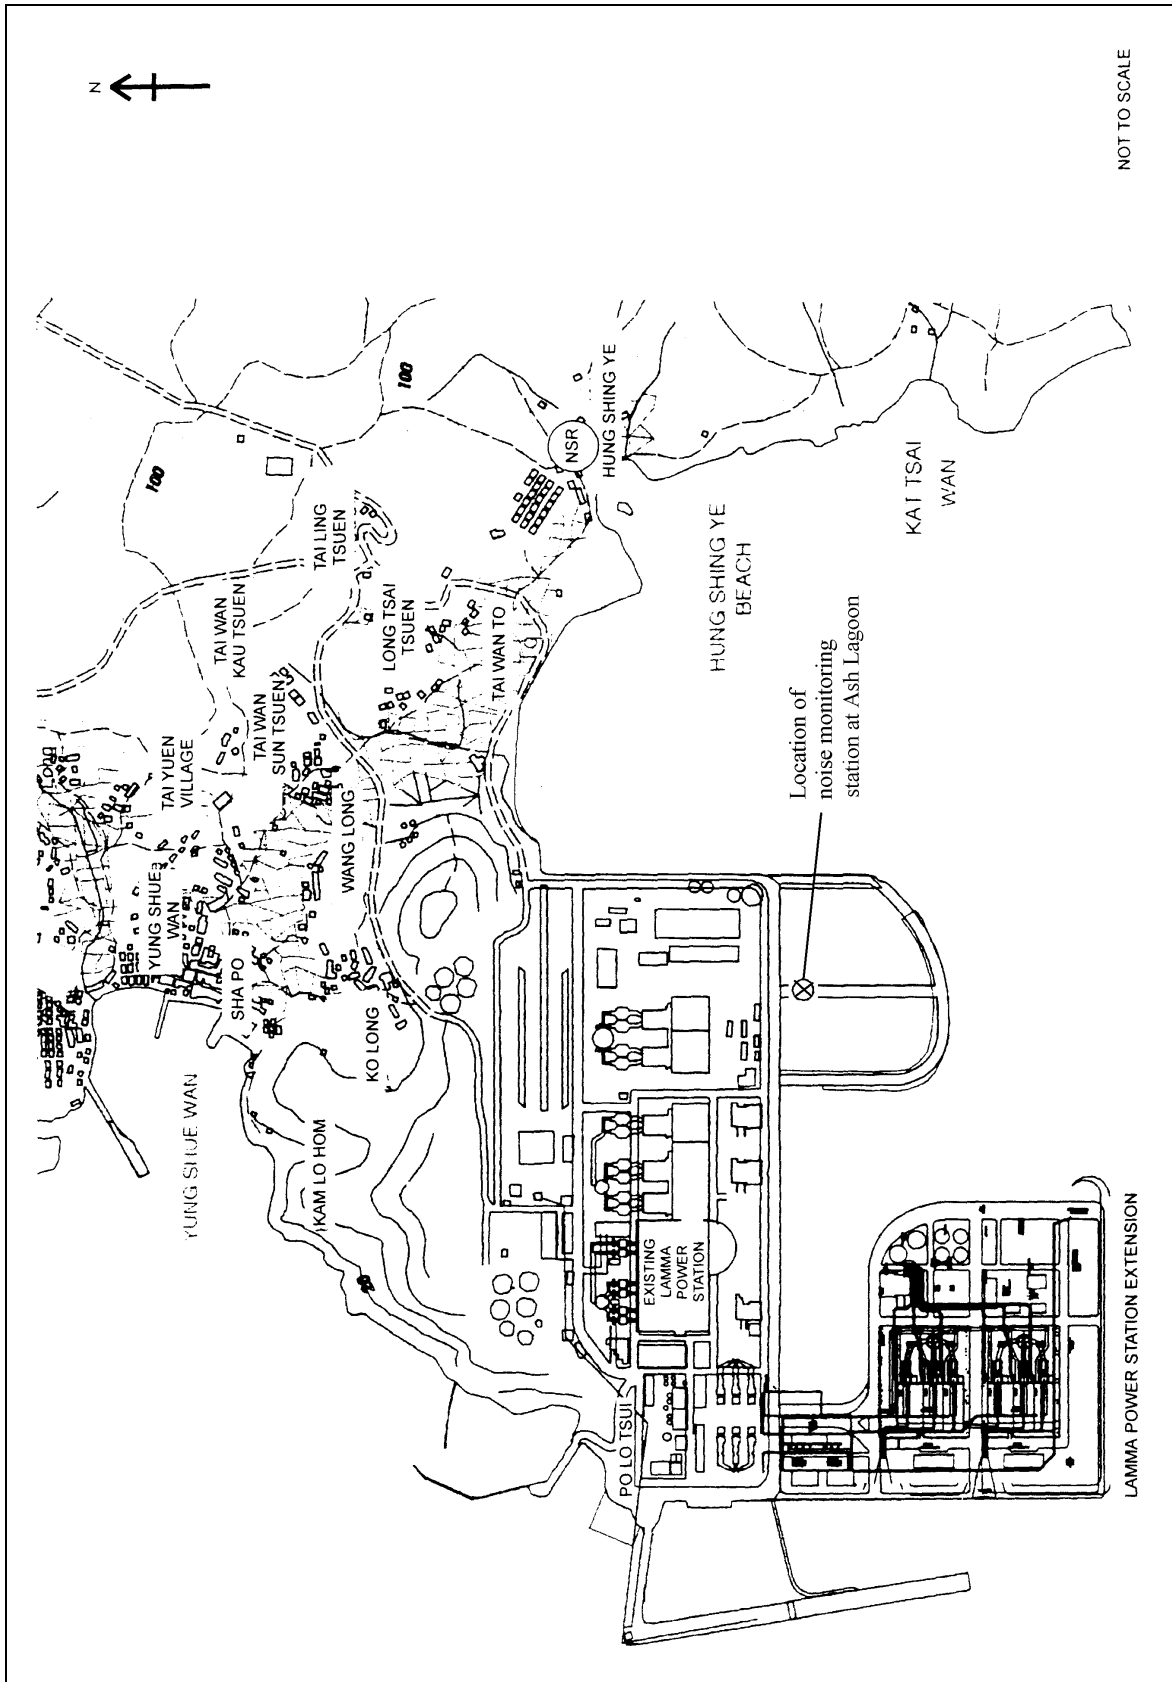 N
YUNG SHUE WAN
YUNG SHUE
WAN
SHA PO
TAI YUEN
VILLAGE
TAI WAN
KAU TSUEN
TAI WAN
SUN TSUEN
TAI LING
TSUEN
100
100
KAM LO HOM
KO LONG
WANG LONG
LONG TSAI
TSUEN
TAI WAN TO
NSR
HUNG SHING YE
PO LO TSUI
EXISTING
LAMMA
POWER
STATION
HUNG SHING YE
BEACH
Location of
noise monitoring
station at Ash Lagoon
KAI TSAI
WAN
LAMMA POWER STATION EXTENSION
NOT TO SCALE